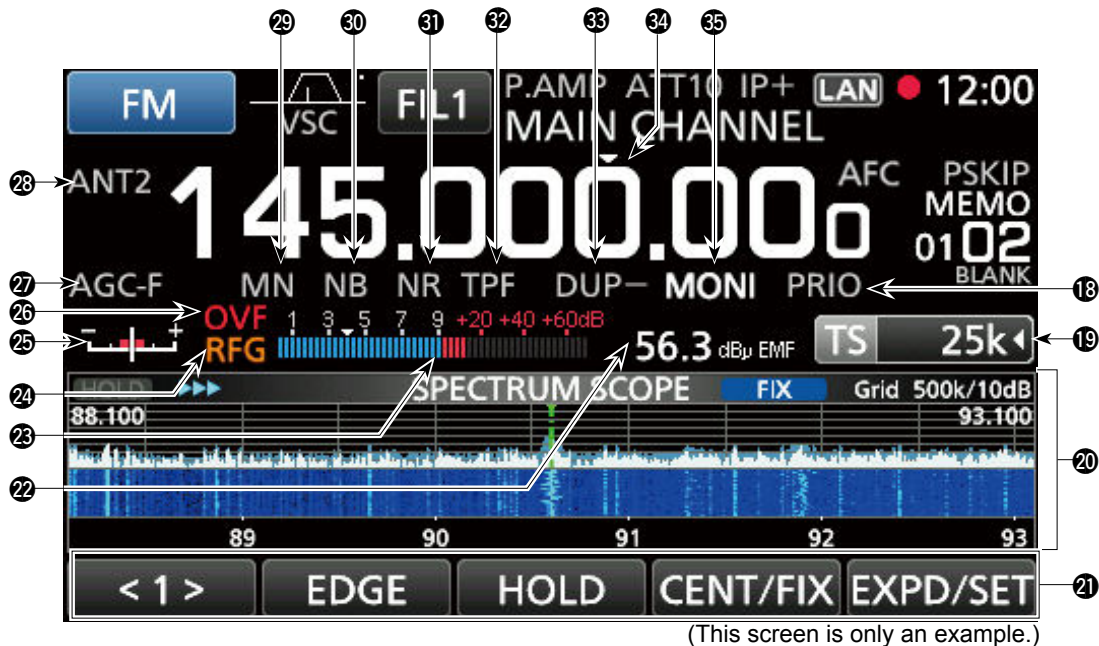 ㉙ ㉚ ㉛ ㉜ ㉝ ㉞ ㉟
FM VSC FIL1 P.AMP ATT10 IP+ LAN 12:00
MAIN CHANNEL
㉘ ANT2 145.000.000 AFC PSKIP
MEMO
01 02
BLANK
㉗ AGC-F MN NB NR TPF DUP− MONI PRIO ⑱
㉖ OVF 1 3 5 7 9 +20 +40 +60dB
㉕ − +
㉔ RFG 56.3 dBμ EMF TS 25k ⑲
㉓ HOLD SPECTRUM SCOPE FIX Grid 500k/10dB
88.100 93.100
㉒ ⑳
89 90 91 92 93
< 1 > EDGE HOLD CENT/FIX EXPD/SET ㉑
(This screen is only an example.)